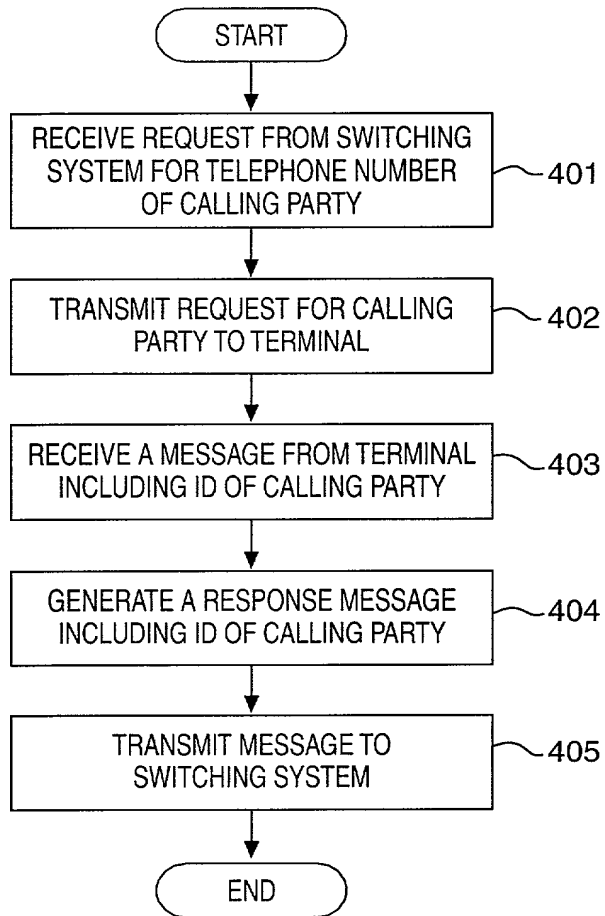 START
RECEIVE REQUEST FROM SWITCHING
SYSTEM FOR TELEPHONE NUMBER
OF CALLING PARTY
401
TRANSMIT REQUEST FOR CALLING
PARTY TO TERMINAL
402
RECEIVE A MESSAGE FROM TERMINAL
INCLUDING ID OF CALLING PARTY
403
GENERATE A RESPONSE MESSAGE
INCLUDING ID OF CALLING PARTY
404
TRANSMIT MESSAGE TO
SWITCHING SYSTEM
405
END